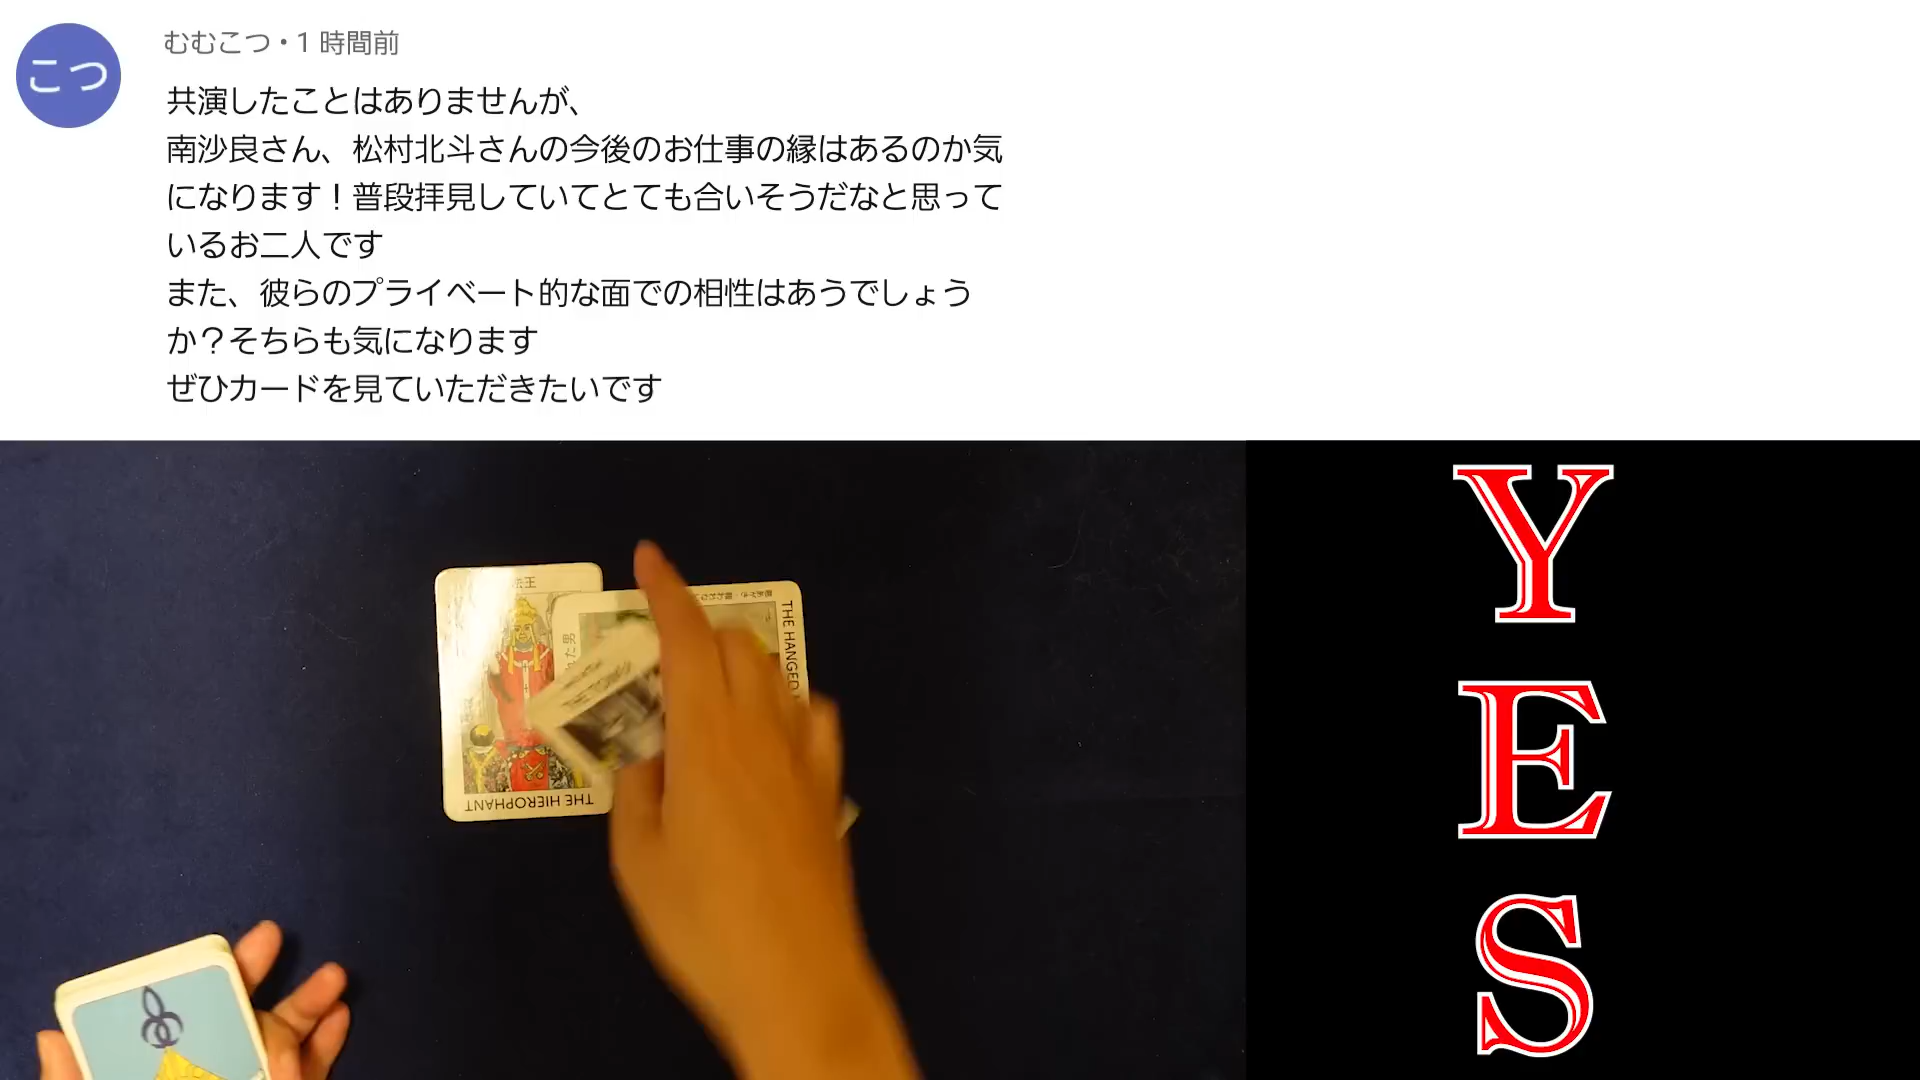 むむこつ・1 時間前
こつ
共演したことはありませんが、
南沙良さん、松村北斗さんの今後のお仕事の縁はあるのか気
になります！普段拝見していてとても合いそうだなと思って
いるお二人です
また、彼らのプライベート的な面での相性はあうでしょう
か？そちらも気になります
ぜひカードを見ていただきたいです
THE HIEROPHANT
THE HANGED
YES